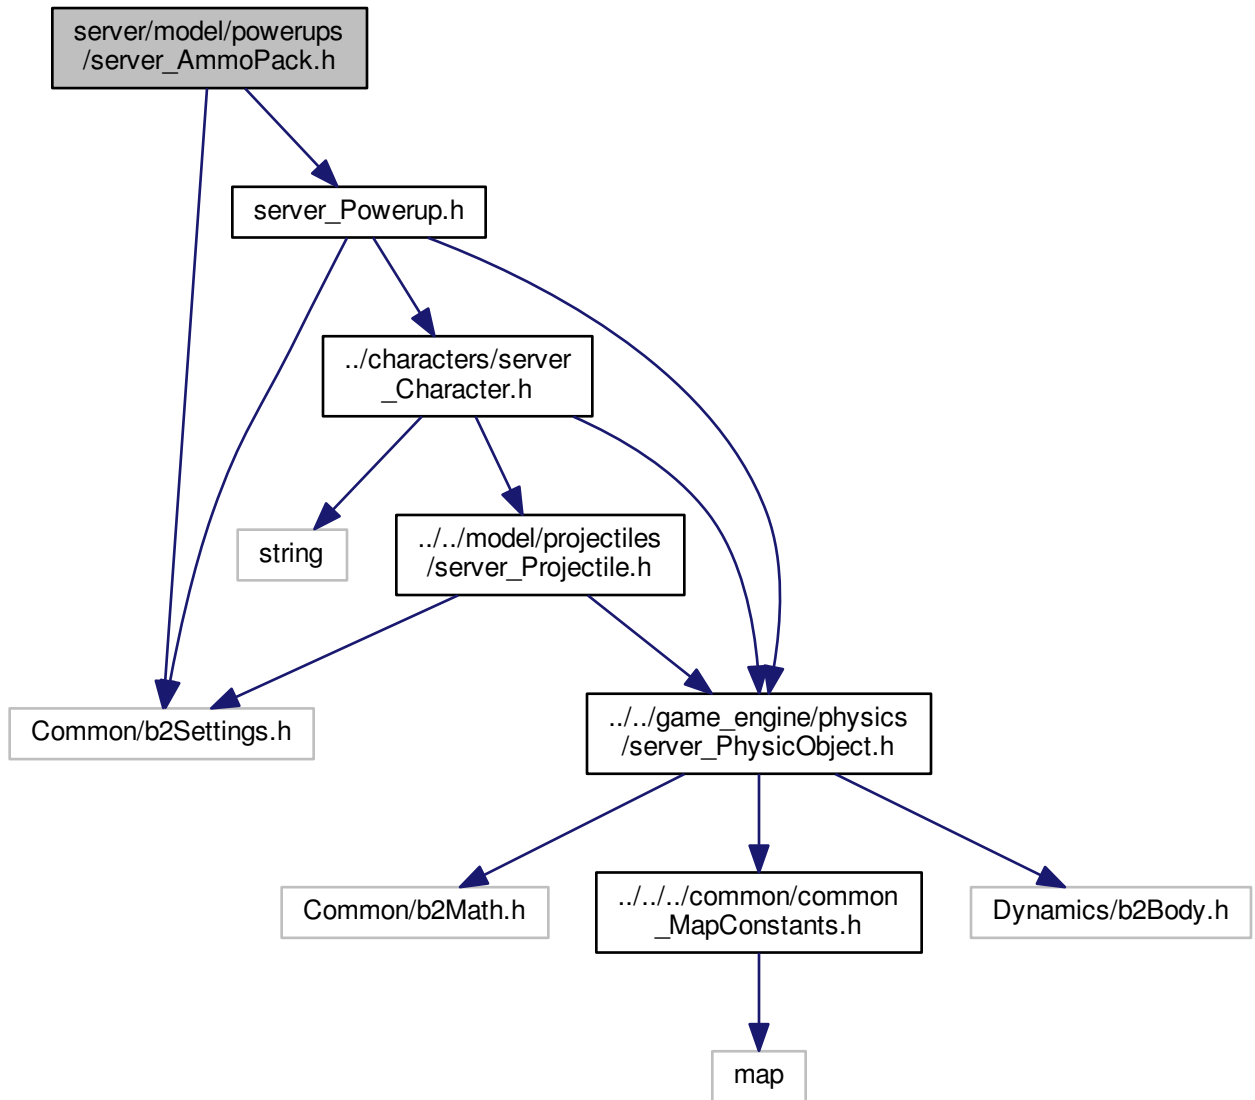 server/model/powerups
/server_AmmoPack.h
server_Powerup.h
../characters/server
_Character.h
string
../../model/projectiles
/server_Projectile.h
Common/b2Settings.h
../../game_engine/physics
/server_PhysicObject.h
Common/b2Math.h
../../../common/common
_MapConstants.h
Dynamics/b2Body.h
map